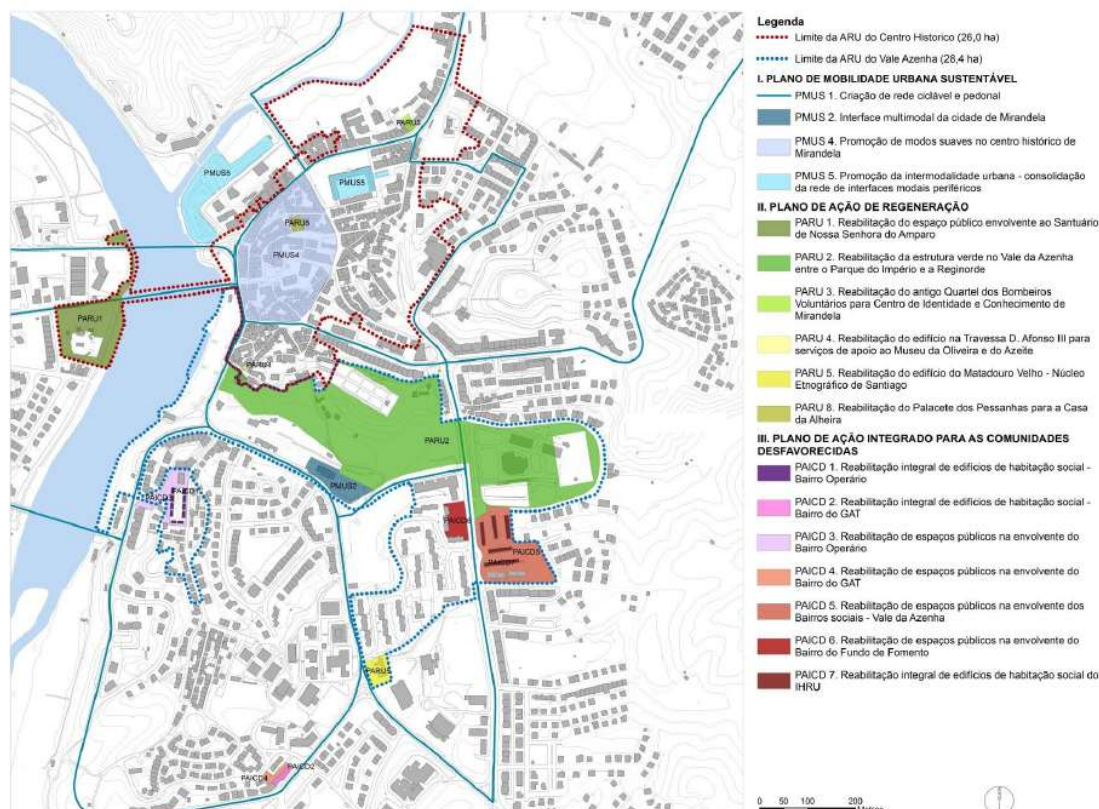 Legenda
Limite da ARU do Centro Historico (26,0 ha)
Limite da ARU do Vale Azenha (28,4 ha)
I. PLANO DE MOBILIDADE URBANA SUSTENTÁVEL
PMUS 1. Criação de rede ciclável e pedonal
PMUS 2. Interface multimodal da cidade de Mirandela
PMUS 4. Promoção de modos suaves no centro histórico de
Mirandela
PMUS 5. Promoção da intermodalidade urbana - consolidação
da rede de interfaces modais periféricos
II. PLANO DE AÇÃO DE REGENERAÇÃO
PARU 1. Reabilitação do espaço público envolvente ao Santuário
de Nossa Senhora do Amparo
PARU 2. Reabilitação da estrutura verde no Vale da Azenha
entre o Parque do Império e a Reginorde
PARU 3. Reabilitação do antigo Quartel dos Bombeiros
Voluntários para Centro de Identidade e Conhecimento de
Mirandela
PARU 4. Reabilitação do edifício na Travessa D. Afonso III para
serviços de apoio ao Museu da Oliveira e do Azeite
PARU 5. Reabilitação do edifício do Matadouro Velho - Núcleo
Etnográfico de Santiago
PARU 8. Reabilitação do Palacete dos Pessanhas para a Casa
da Alheira
III. PLANO DE AÇÃO INTEGRADO PARA AS COMUNIDADES
DESFAVORECIDAS
PAICD 1. Reabilitação integral de edifícios de habitação social -
Bairro Operário
PAICD 2. Reabilitação integral de edifícios de habitação social -
Bairro do GAT
PAICD 3. Reabilitação de espaços públicos na envolvente do
Bairro Operário
PAICD 4. Reabilitação de espaços públicos na envolvente do
Bairro do GAT
PAICD 5. Reabilitação de espaços públicos na envolvente dos
Bairros sociais - Vale da Azenha
PAICD 6. Reabilitação de espaços públicos na envolvente do
Bairro do Fundo de Fomento
PAICD 7. Reabilitação integral de edifícios de habitação social do
IHRU
0 50 100 200
Metros
PARU3
PMUS5
PMUS5
PARU8
PMUS4
PARU1
PARU4
PARU2
PMUS2
PAICD3
PAICD1
PAICD6
PAICD5
PAICD7
PARU5
PAICD4
PAICD2